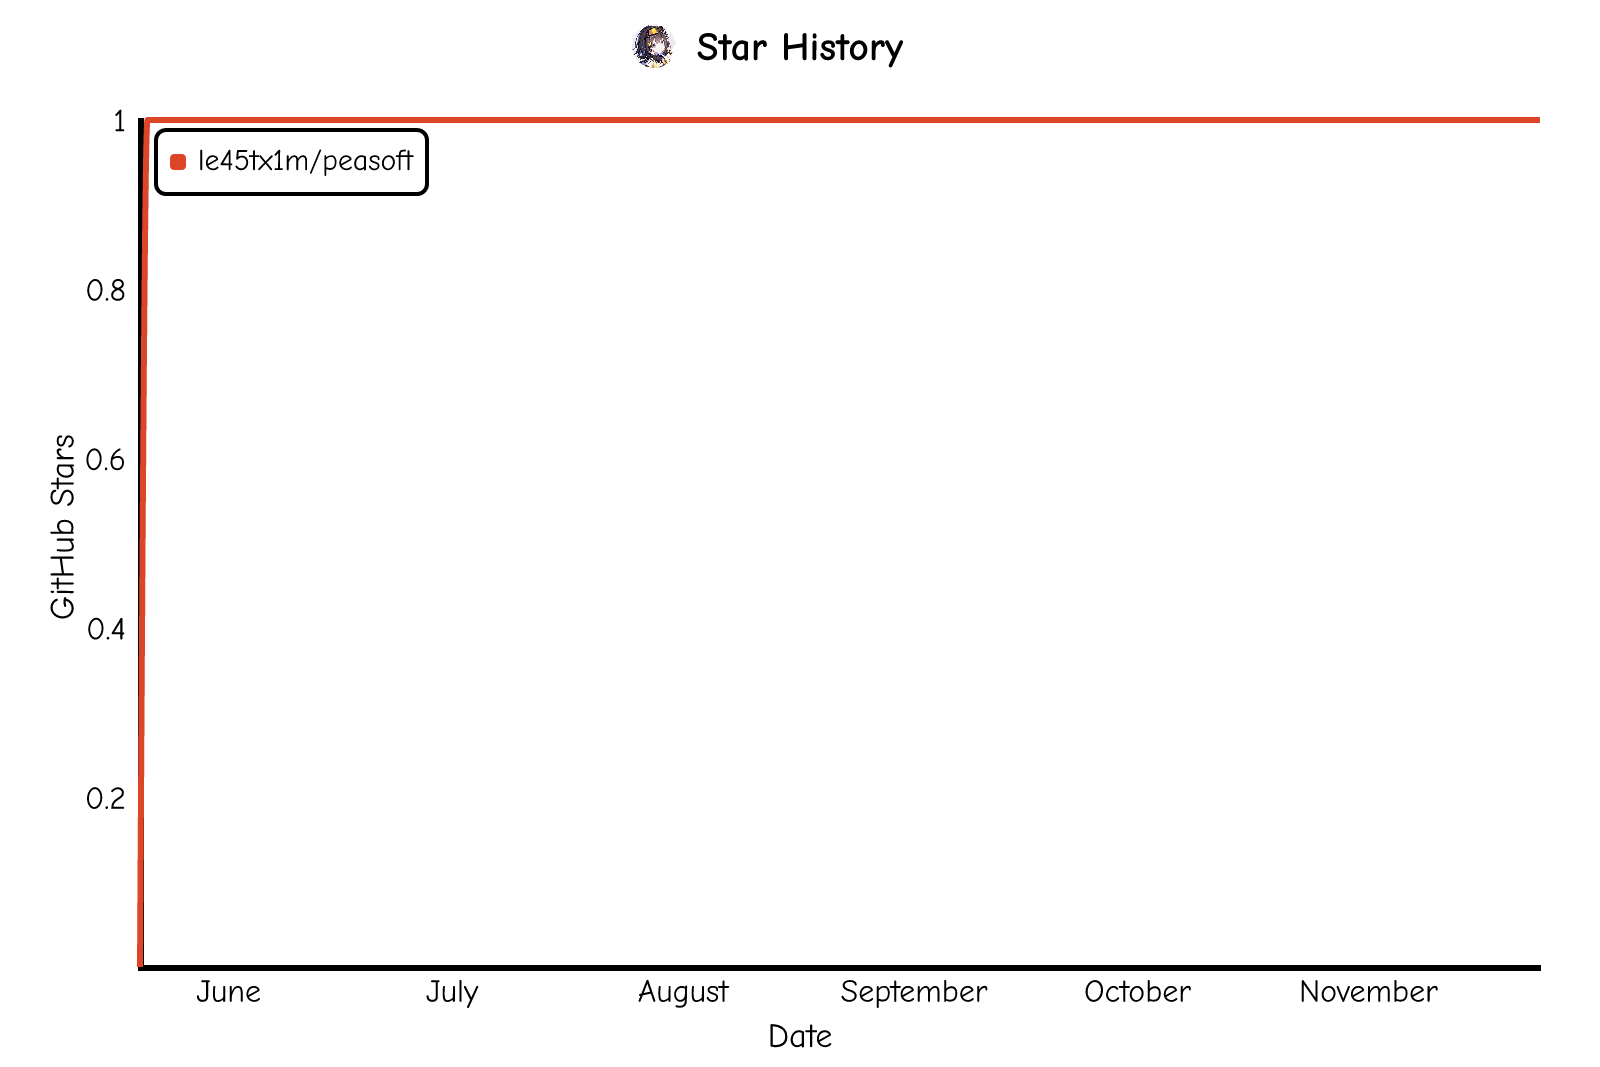 Star History
1
le45tx1m/peasoft
0.8
0.6
0.4
0.2
GitHub Stars
June July August September October November
Date